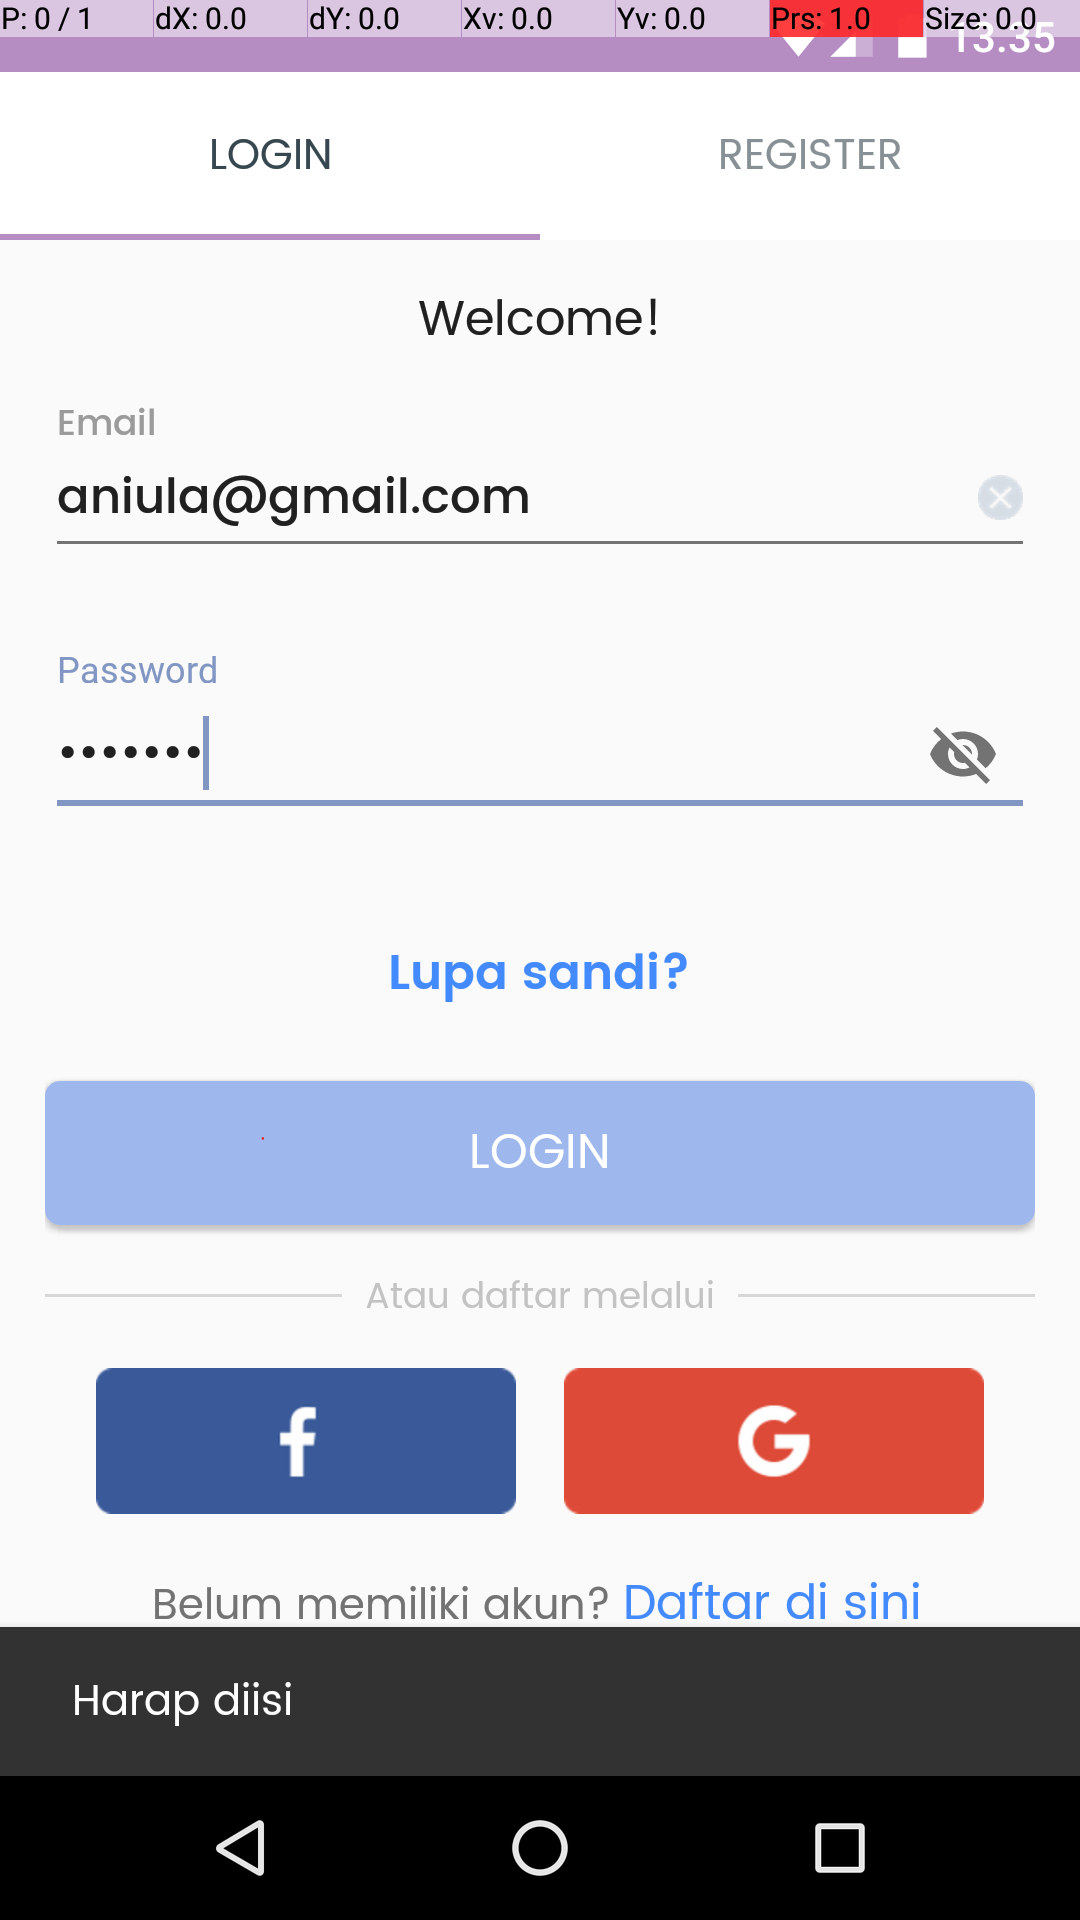 P: 0 / 1 dX: 0.0 dY: 0.0 Xv: 0.0 Yv: 0.0 Prs: 1.0 Size: 0.0
13.35
LOGIN REGISTER
Welcome!
Email
aniula@gmail.com
Password
•••••••
Lupa sandi?
LOGIN
Atau daftar melalui
Belum memiliki akun? Daftar di sini
Harap diisi